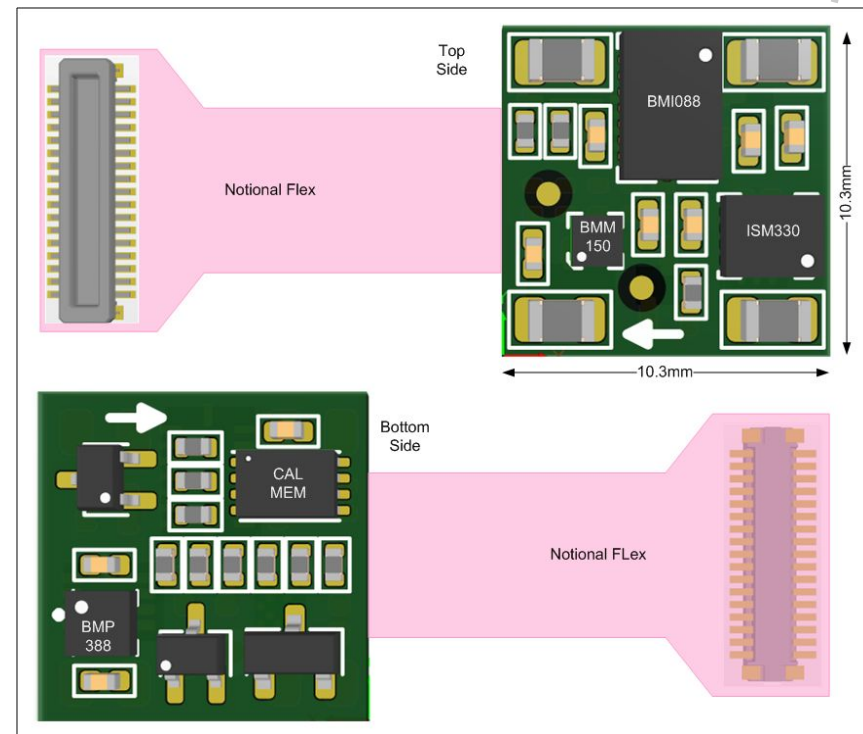 Top
Side
BMI088
Notional Flex
BMM
150
ISM330
10.3mm
10.3mm
Bottom
Side
CAL
MEM
Notional FLex
BMP
388